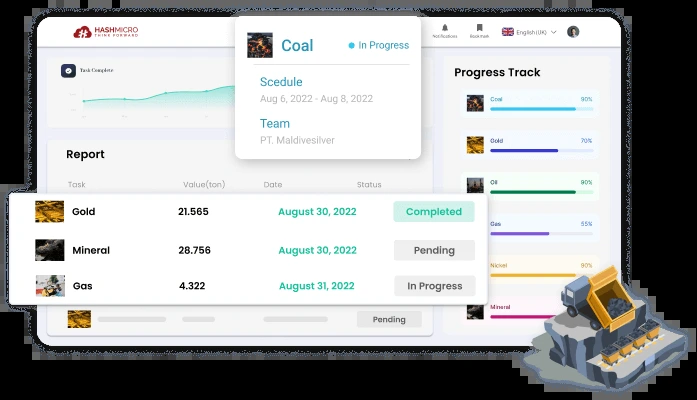 HASHMICRO
THINK FORWARD
Notifications
Bookmark
English(UK)
Task Complete
Coal
In Progress
Scedule
Aug 6, 2022 - Aug 8, 2022
Team
PT. Maldivesilver
Progress Track
Coal 90%
Gold 70%
Oil 90%
Gas 55%
Nickel 90%
Mineral
Report
Task Value(ton) Date Status
Gold 21.565 August 30, 2022 Completed
Mineral 28.756 August 30, 2022 Pending
Gas 4.322 August 31, 2022 In Progress
Pending